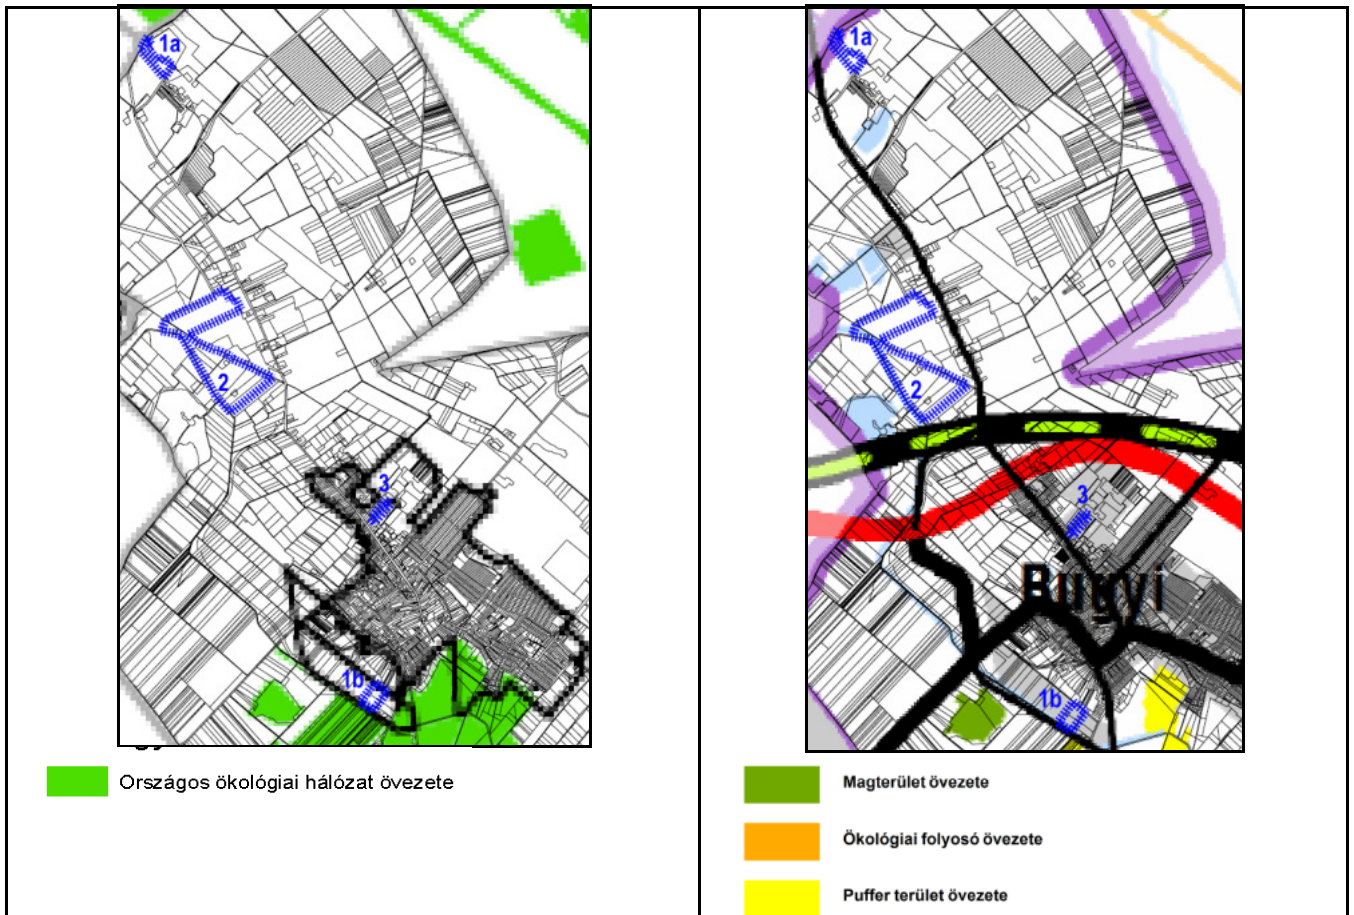 1a
2
3
1b
Országos ökológiai hálózat övezete
1a
2
3
Bugyi
1b
Magterület övezete
Ökológiai folyosó övezete
Puffer terület övezete